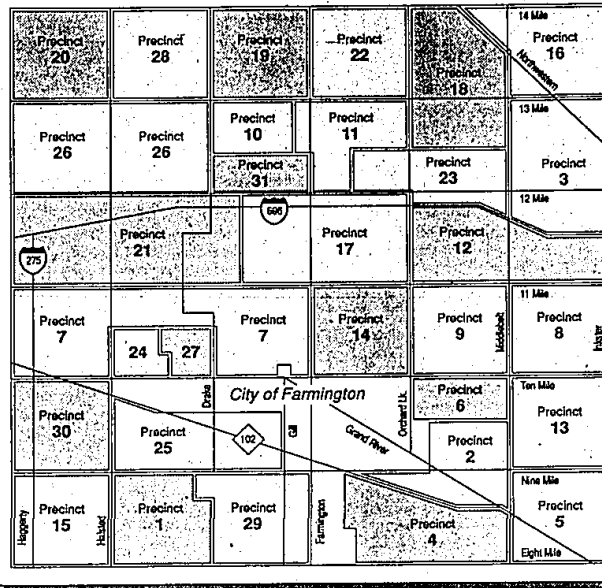 14 Mile
Precinct
20
Precinct
28
Precinct
19
Precinct
22
Precinct
18
Precinct
16
Northwestern
13 Mile
Precinct
26
Precinct
26
Precinct
10
Precinct
11
Precinct
31
Precinct
23
Precinct
3
12 Mile
696
Precinct
21
275
Precinct
17
Precinct
12
11 Mile
Precinct
7
24
27
Precinct
7
Precinct
14
Precinct
9
Middlebelt
Precinct
8
Inkster
Drake
City of Farmington
Ten Mile
Precinct
30
Precinct
25
102
Gill
Grand River
Orchard Lk.
Precinct
6
Precinct
2
Precinct
13
Nine Mile
Haggerty
Precinct
15
Halsted
Precinct
1
Precinct
29
Farmington
Precinct
4
Precinct
5
Eight Mile